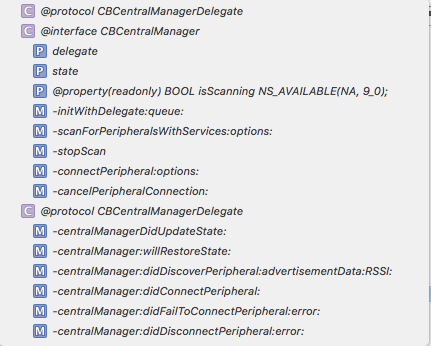 C @protocol CBCentralManagerDelegate
C @interface CBCentralManager
P delegate
P state
P @property(readonly) BOOL isScanning NS_AVAILABLE(NA, 9_0);
M -initWithDelegate:queue:
M -scanForPeripheralsWithServices:options:
M -stopScan
M -connectPeripheral:options:
M -cancelPeripheralConnection:
C @protocol CBCentralManagerDelegate
M -centralManagerDidUpdateState:
M -centralManager:willRestoreState:
M -centralManager:didDiscoverPeripheral:advertisementData:RSSI:
M -centralManager:didConnectPeripheral:
M -centralManager:didFailToConnectPeripheral:error:
M -centralManager:didDisconnectPeripheral:error: